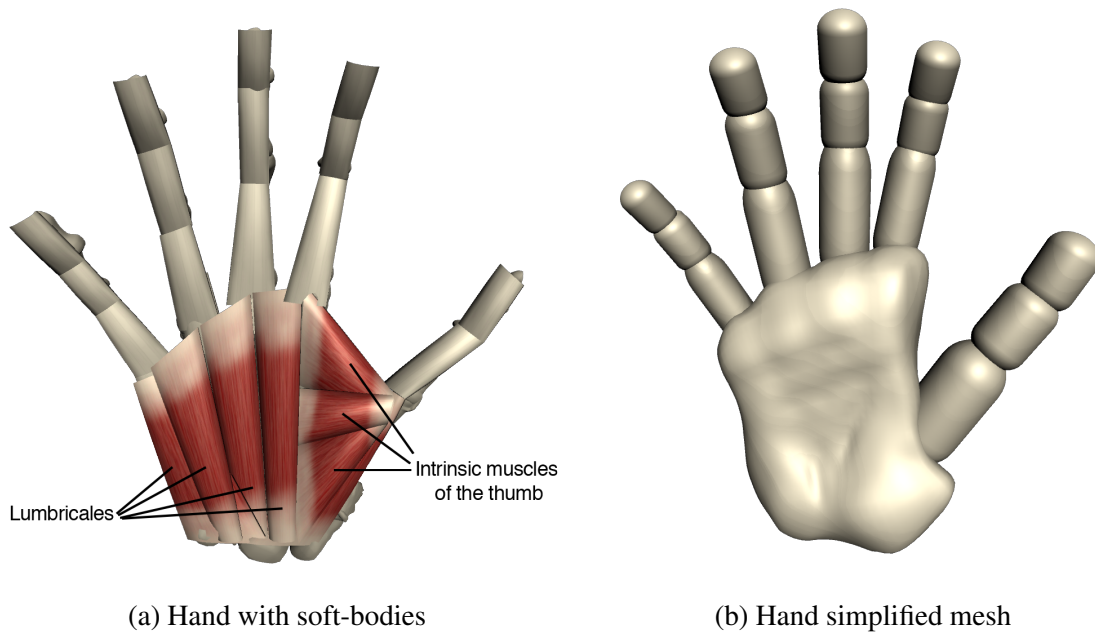 Intrinsic muscles
of the thumb
Lumbricales
(a) Hand with soft-bodies
(b) Hand simplified mesh